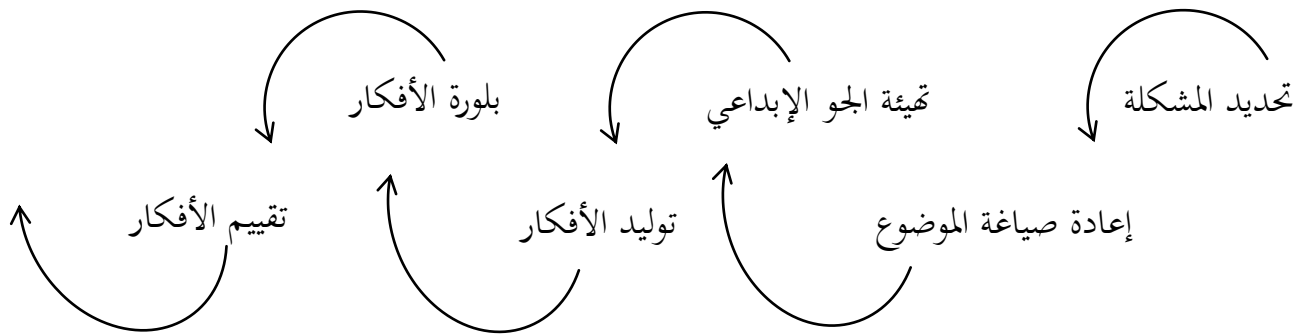 تحديد المشكلة
إعادة صياغة الموضوع
تهيئة الجو الإبداعي
توليد الأفكار
بلورة الأفكار
تقييم الأفكار